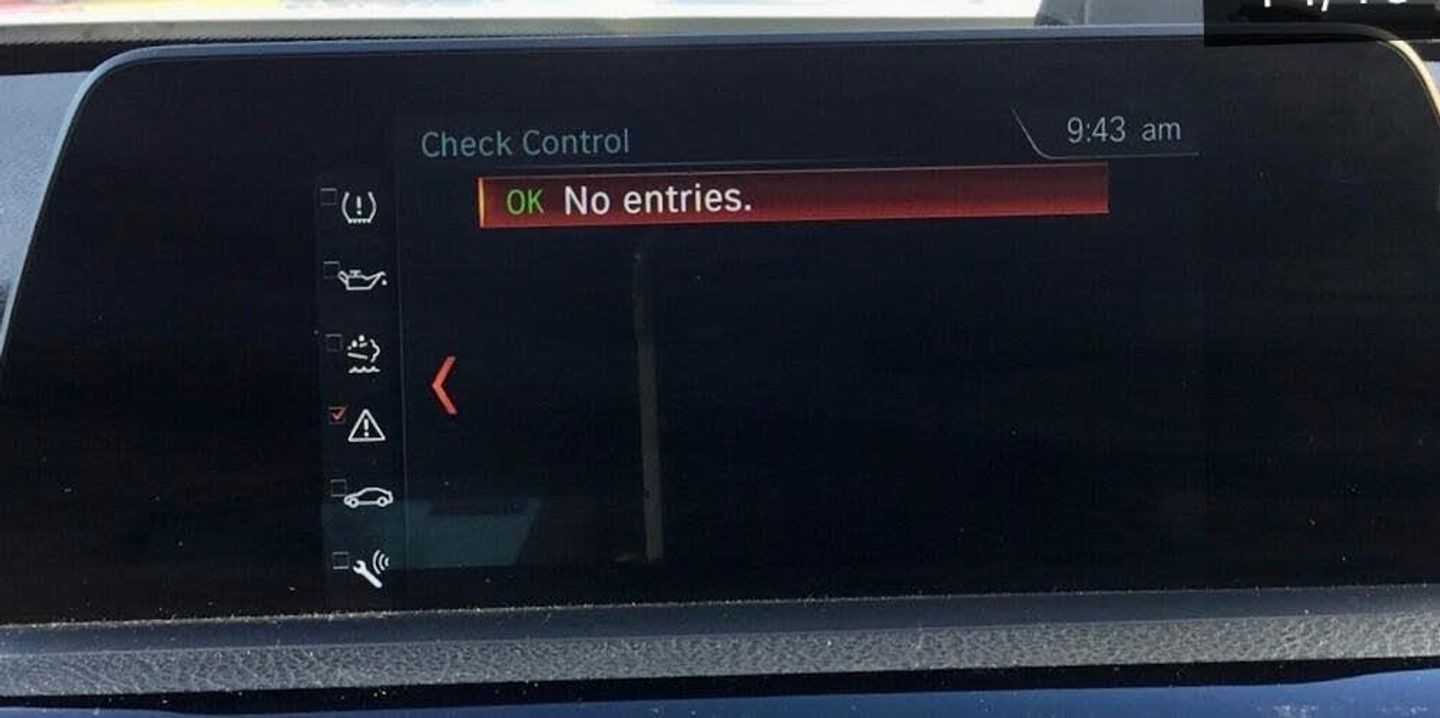 Check Control
9:43 am
OK No entries.